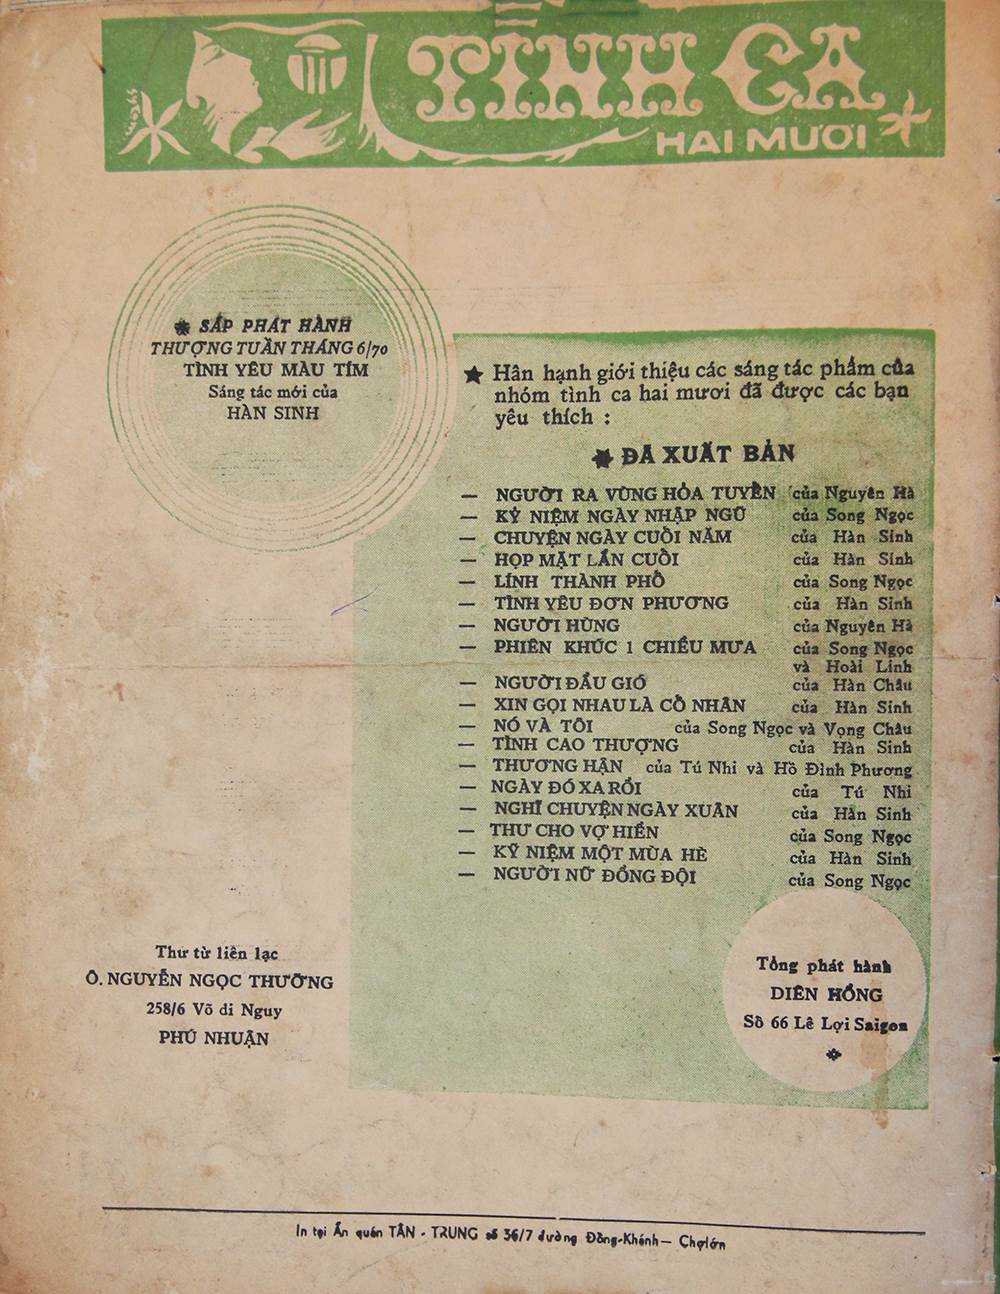 TÌNH CA
HAI MƯƠI
SẮP PHÁT HÀNH
THƯỢNG TUẦN THÁNG 6/70
TÌNH YÊU MÀU TÍM
Sáng tác mới của
HÀN SINH
★ Hân hạnh giới thiệu các sáng tác phẩm của
nhóm tình ca hai mươi đã được các bạn
yêu thích :
ĐÃ XUẤT BẢN
— NGƯỜI RA VÙNG HỎA TUYẾN của Nguyên Hà
— KỶ NIỆM NGÀY NHẬP NGŨ của Song Ngọc
— CHUYỆN NGÀY CUỐI NĂM của Hàn Sinh
— HỌP MẶT LẦN CUỐI của Hàn Sinh
— LÍNH THÀNH PHỐ của Song Ngọc
— TÌNH YÊU ĐƠN PHƯƠNG của Hàn Sinh
— NGƯỜI HÙNG của Nguyên Hà
— PHIÊN KHÚC 1 CHIỀU MƯA của Song Ngọc
và Hoài Linh
— NGƯỜI ĐẦU GIÓ của Hàn Châu
— XIN GỌI NHAU LÀ CỐ NHÂN của Hàn Sinh
— NÓ VÀ TÔI của Song Ngọc và Vọng Châu
— TÌNH CAO THƯỢNG của Hàn Sinh
— THƯƠNG HẬN của Tú Nhi và Hồ Đình Phương
— NGÀY ĐÓ XA RỒI của Tú Nhi
— NGHĨ CHUYỆN NGÀY XUÂN của Hàn Sinh
— THƯ CHO VỢ HIỀN của Song Ngọc
— KỸ NIỆM MỘT MÙA HÈ của Hàn Sinh
— NGƯỜI NỮ ĐỒNG ĐỘI của Song Ngọc
Thư từ liên lạc
Ô. NGUYỄN NGỌC THƯỜNG
258/6 Võ di Nguy
PHÚ NHUẬN
Tổng phát hành
DIÊN HỒNG
Số 66 Lê Lợi Saigon
In tại Ấn quán TÂN - TRUNG số 36/7 đường Đồng-Khánh — Chợlớn